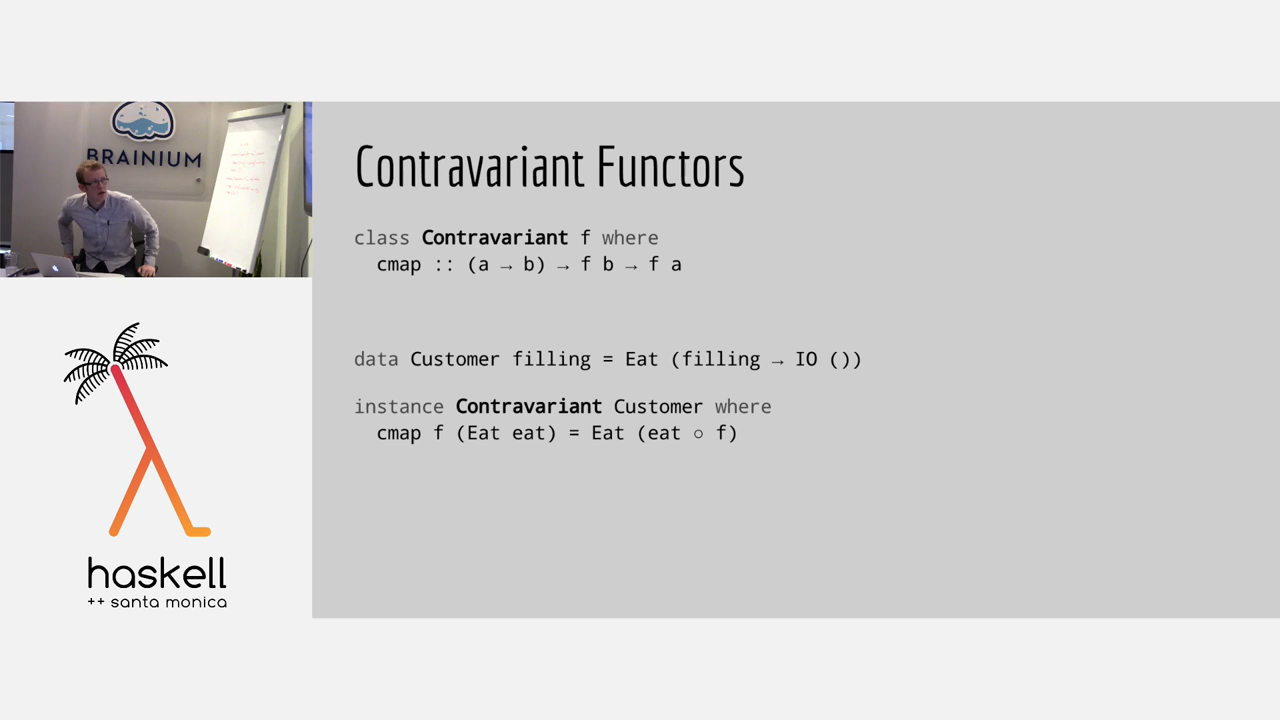 BRAINIUM
Contravariant Functors
class Contravariant f where
  cmap :: (a → b) → f b → f a
data Customer filling = Eat (filling → IO ())
instance Contravariant Customer where
  cmap f (Eat eat) = Eat (eat ○ f)
haskell
++ santa monica